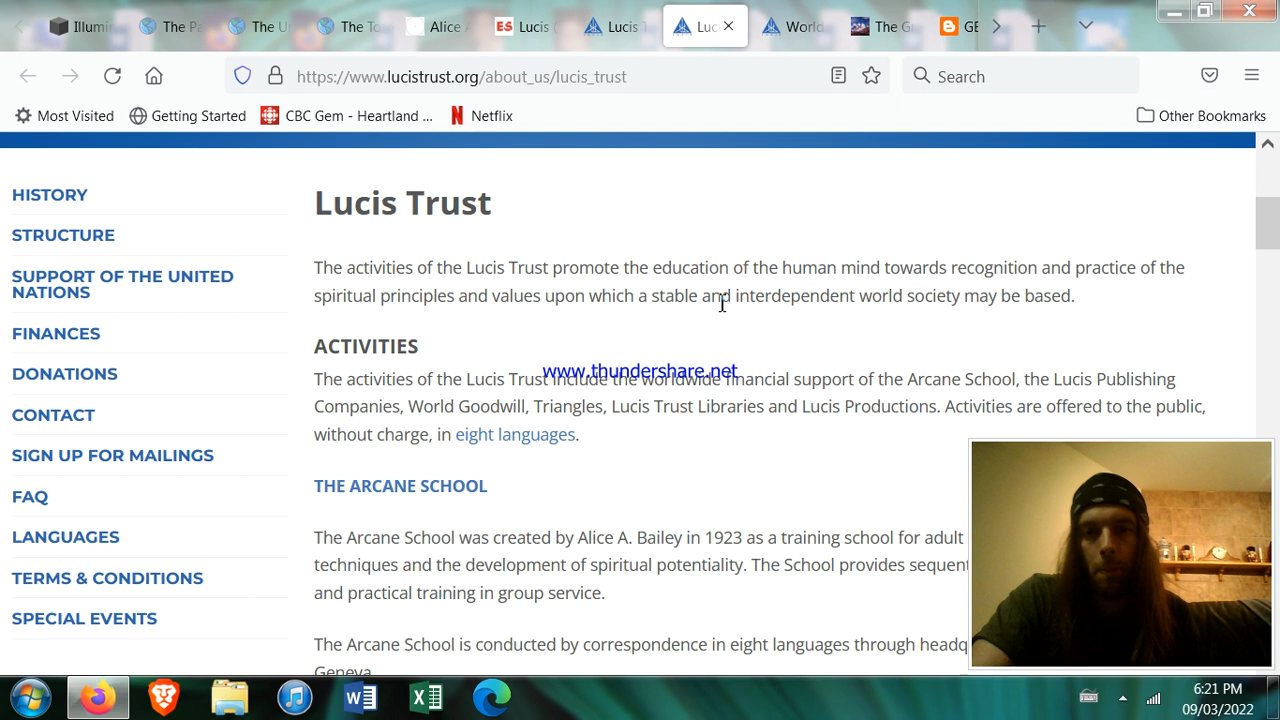 Illumi
The Pa
The U
The To
Alice
ES Lucis
Lucis T
Luc
World
The G
GE
https://www.lucistrust.org/about_us/lucis_trust
Search
Most Visited
Getting Started
CBC Gem - Heartland ...
Netflix
Other Bookmarks
HISTORY
STRUCTURE
SUPPORT OF THE UNITED
NATIONS
FINANCES
DONATIONS
CONTACT
SIGN UP FOR MAILINGS
FAQ
LANGUAGES
TERMS & CONDITIONS
SPECIAL EVENTS
Lucis Trust
The activities of the Lucis Trust promote the education of the human mind towards recognition and practice of the
spiritual principles and values upon which a stable and interdependent world society may be based.
ACTIVITIES
www.thundershare.net
The activities of the Lucis Trust include the worldwide financial support of the Arcane School, the Lucis Publishing
Companies, World Goodwill, Triangles, Lucis Trust Libraries and Lucis Productions. Activities are offered to the public,
without charge, in eight languages.
THE ARCANE SCHOOL
The Arcane School was created by Alice A. Bailey in 1923 as a training school for adult
techniques and the development of spiritual potentiality. The School provides sequent
and practical training in group service.
The Arcane School is conducted by correspondence in eight languages through headq
Geneva.
6:21 PM
09/03/2022